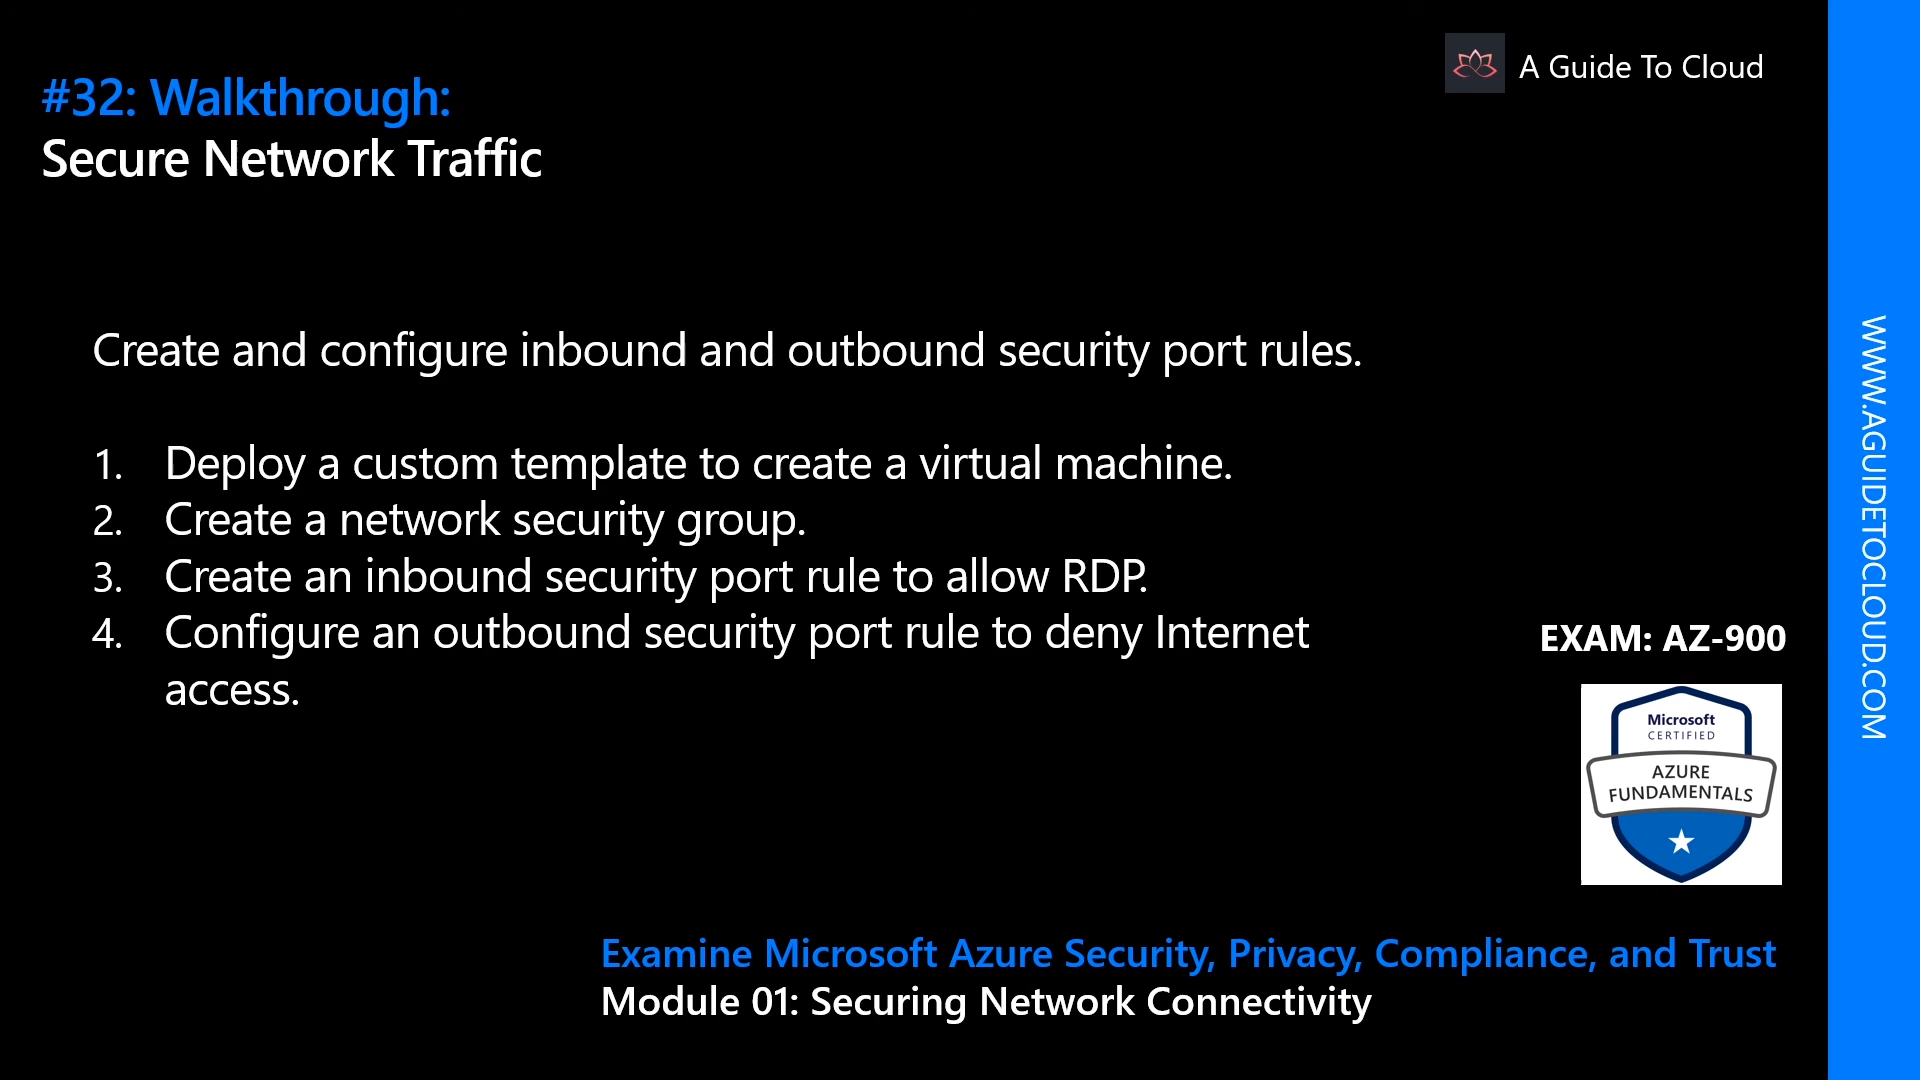 A Guide To Cloud
#32: Walkthrough:
Secure Network Traffic
Create and configure inbound and outbound security port rules.
1. Deploy a custom template to create a virtual machine.
2. Create a network security group.
3. Create an inbound security port rule to allow RDP.
4. Configure an outbound security port rule to deny Internet
access.
EXAM: AZ-900
Microsoft
CERTIFIED
AZURE
FUNDAMENTALS
Examine Microsoft Azure Security, Privacy, Compliance, and Trust
Module 01: Securing Network Connectivity
WWW.AGUIDETOCLOUD.COM